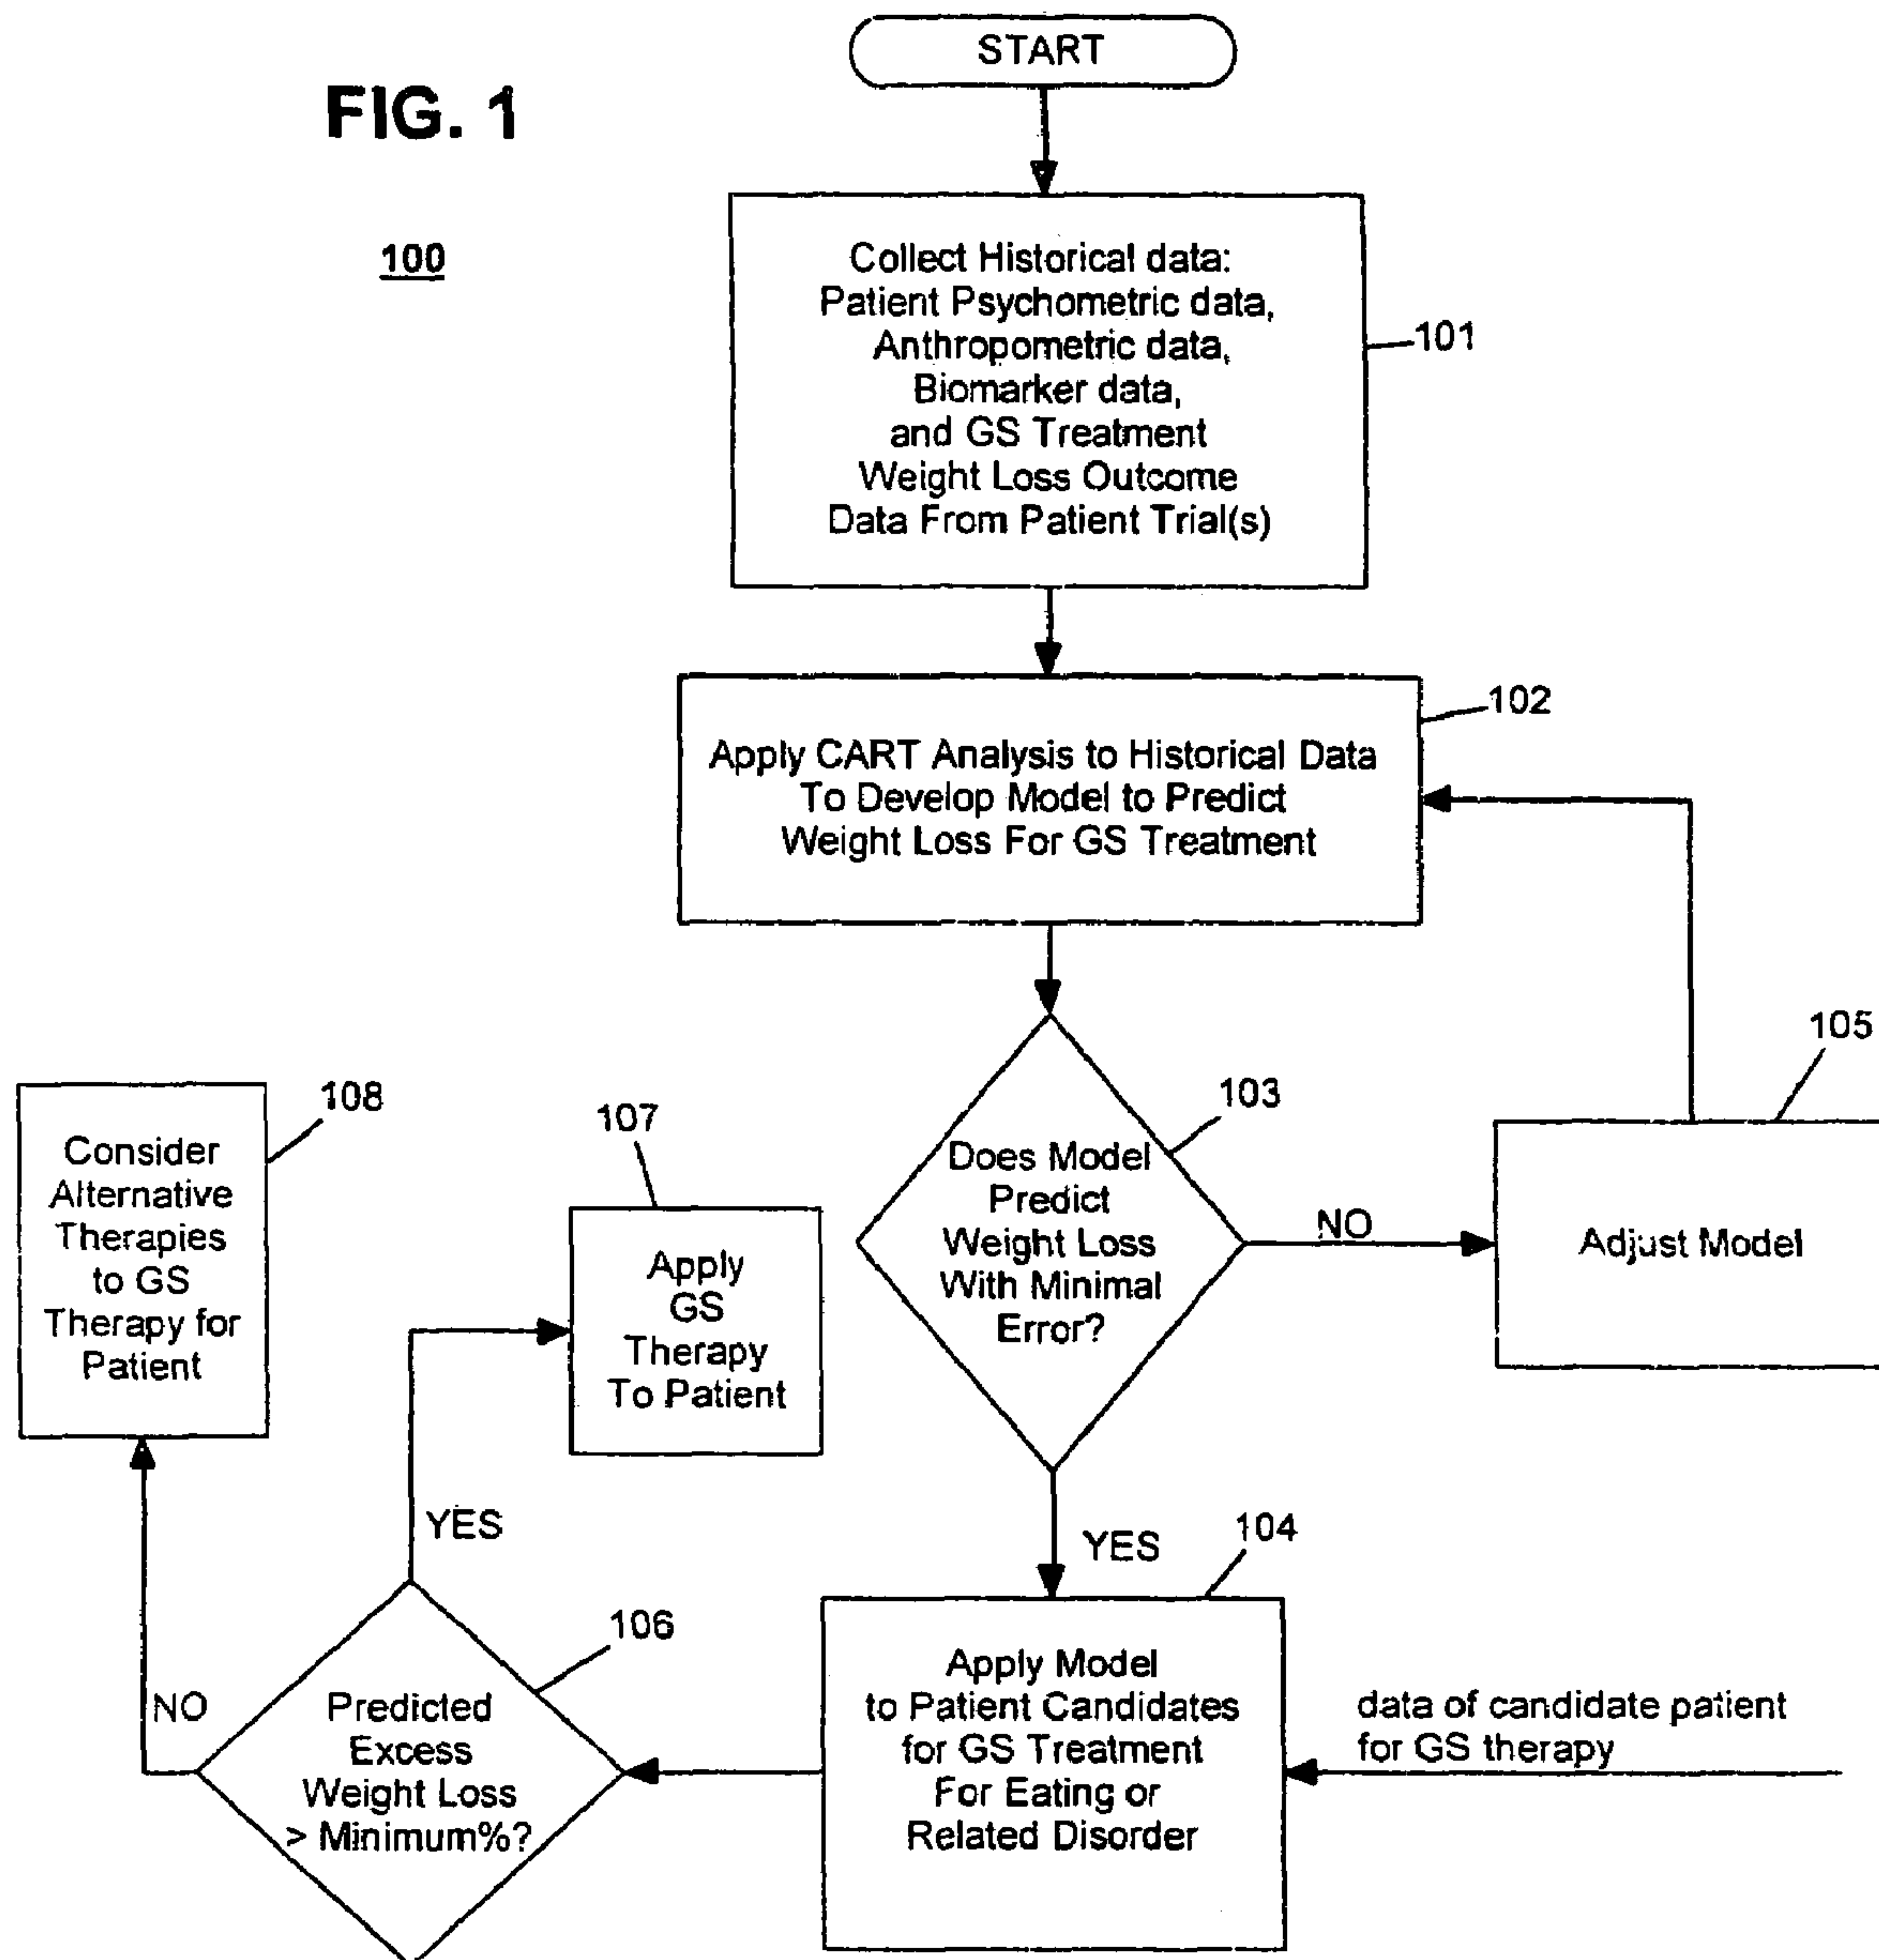 FIG. 1
100
START
Collect Historical data:
Patient Psychometric data,
Anthropometric data,
Biomarker data,
and GS Treatment
Weight Loss Outcome
Data From Patient Trial(s)
101
Apply CART Analysis to Historical Data
To Develop Model to Predict
Weight Loss For GS Treatment
102
Does Model
Predict
Weight Loss
With Minimal
Error?
103
NO
Adjust Model
105
YES
Apply Model
to Patient Candidates
for GS Treatment
For Eating or
Related Disorder
104
data of candidate patient
for GS therapy
Predicted
Excess
Weight Loss
> Minimum%?
106
YES
Apply
GS
Therapy
To Patient
107
NO
Consider
Alternative
Therapies
to GS
Therapy for
Patient
108